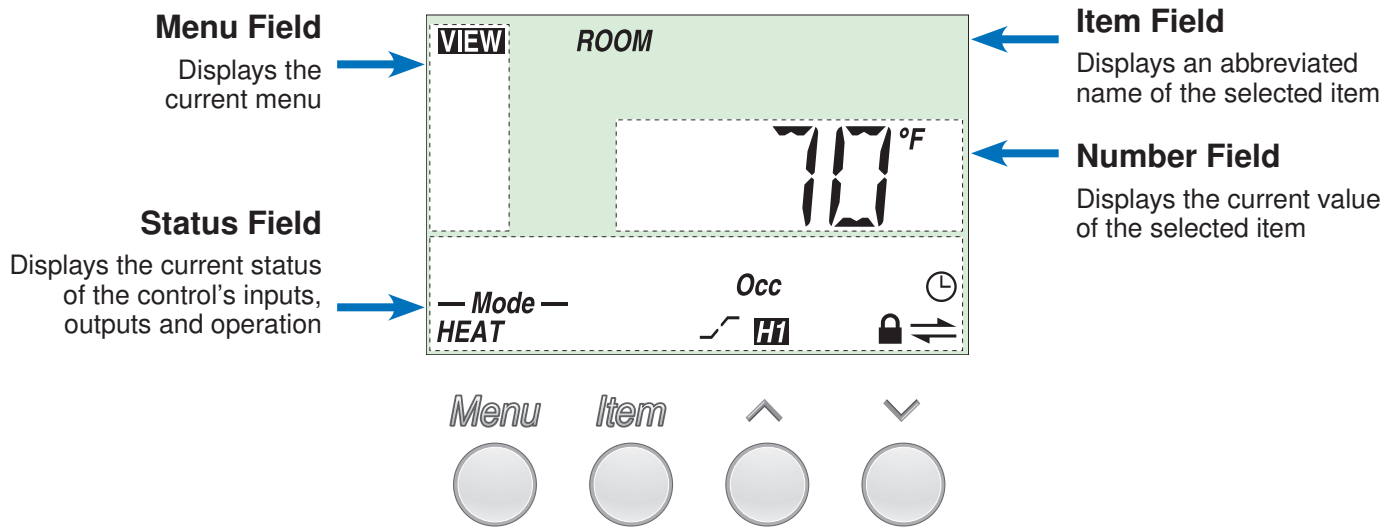 Menu Field
Displays the
current menu
Status Field
Displays the current status
of the control's inputs,
outputs and operation
VIEW
ROOM
70 °F
Occ
— Mode —
HEAT
H1
Item Field
Displays an abbreviated
name of the selected item
Number Field
Displays the current value
of the selected item
Menu
Item